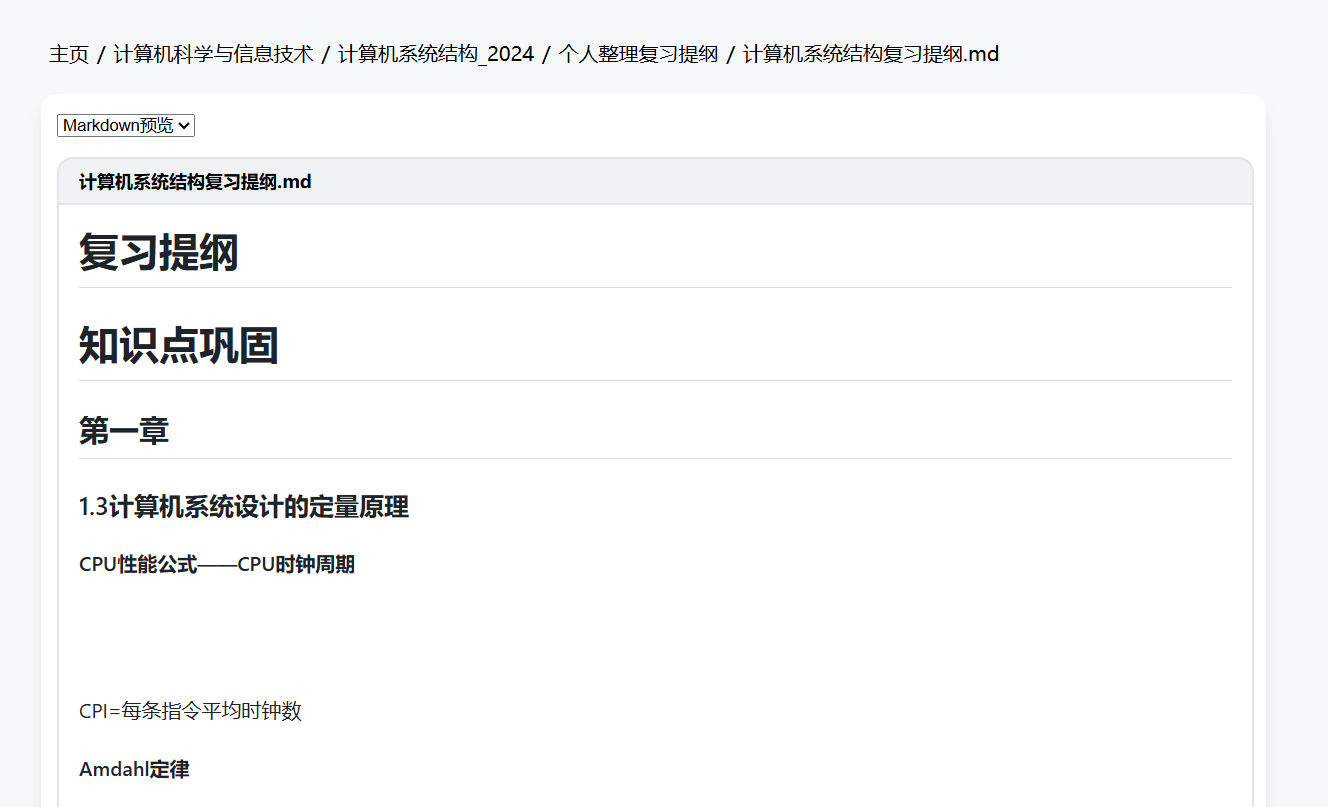 主页 / 计算机科学与信息技术 / 计算机系统结构_2024 / 个人整理复习提纲 / 计算机系统结构复习提纲.md
Markdown预览
计算机系统结构复习提纲.md
复习提纲
知识点巩固
第一章
1.3计算机系统设计的定量原理
CPU性能公式——CPU时钟周期
CPI=每条指令平均时钟数
Amdahl定律